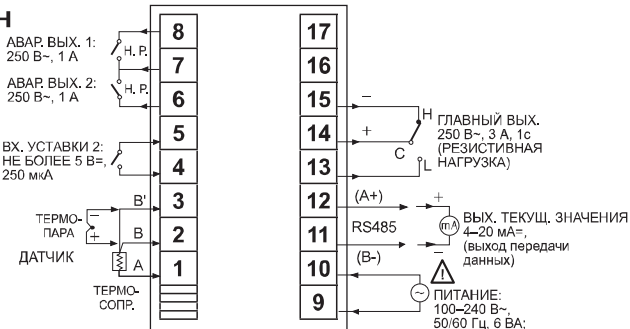 Н
АВАР. ВЫХ. 1:
250 В~, 1 А
Н. Р.
АВАР. ВЫХ. 2:
250 В~, 1 А
Н. Р.
ВХ. УСТАВКИ 2:
НЕ БОЛЕЕ 5 В=,
250 мкА
ТЕРМО-
ПАРА
ДАТЧИК
ТЕРМО-
СОПР.
−
+
B'
B
A
8
7
6
5
4
3
2
1
17
16
15
14
13
12
11
10
9
−
+
H
C
L
ГЛАВНЫЙ ВЫХ.
250 В~, 3 А, 1с
(РЕЗИСТИВНАЯ
НАГРУЗКА)
(A+)
RS485
(B-)
+
mA
−
ВЫХ. ТЕКУЩ. ЗНАЧЕНИЯ
4–20 мА=,
(выход передачи
данных)
ПИТАНИЕ:
100–240 В~,
50/60 Гц, 6 ВА;